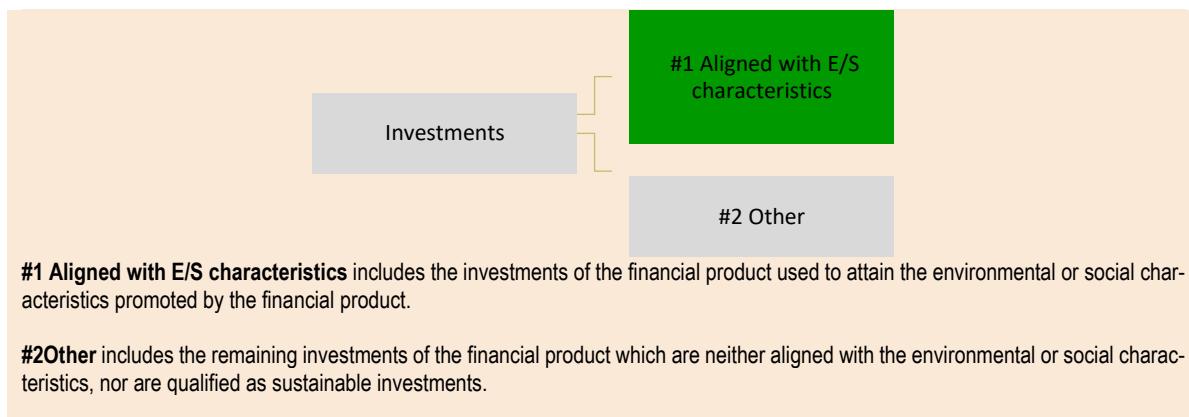 #1 Aligned with E/S
characteristics
Investments
#2 Other
#1 Aligned with E/S characteristics includes the investments of the financial product used to attain the environmental or social char-
acteristics promoted by the financial product.
#2Other includes the remaining investments of the financial product which are neither aligned with the environmental or social charac-
teristics, nor are qualified as sustainable investments.